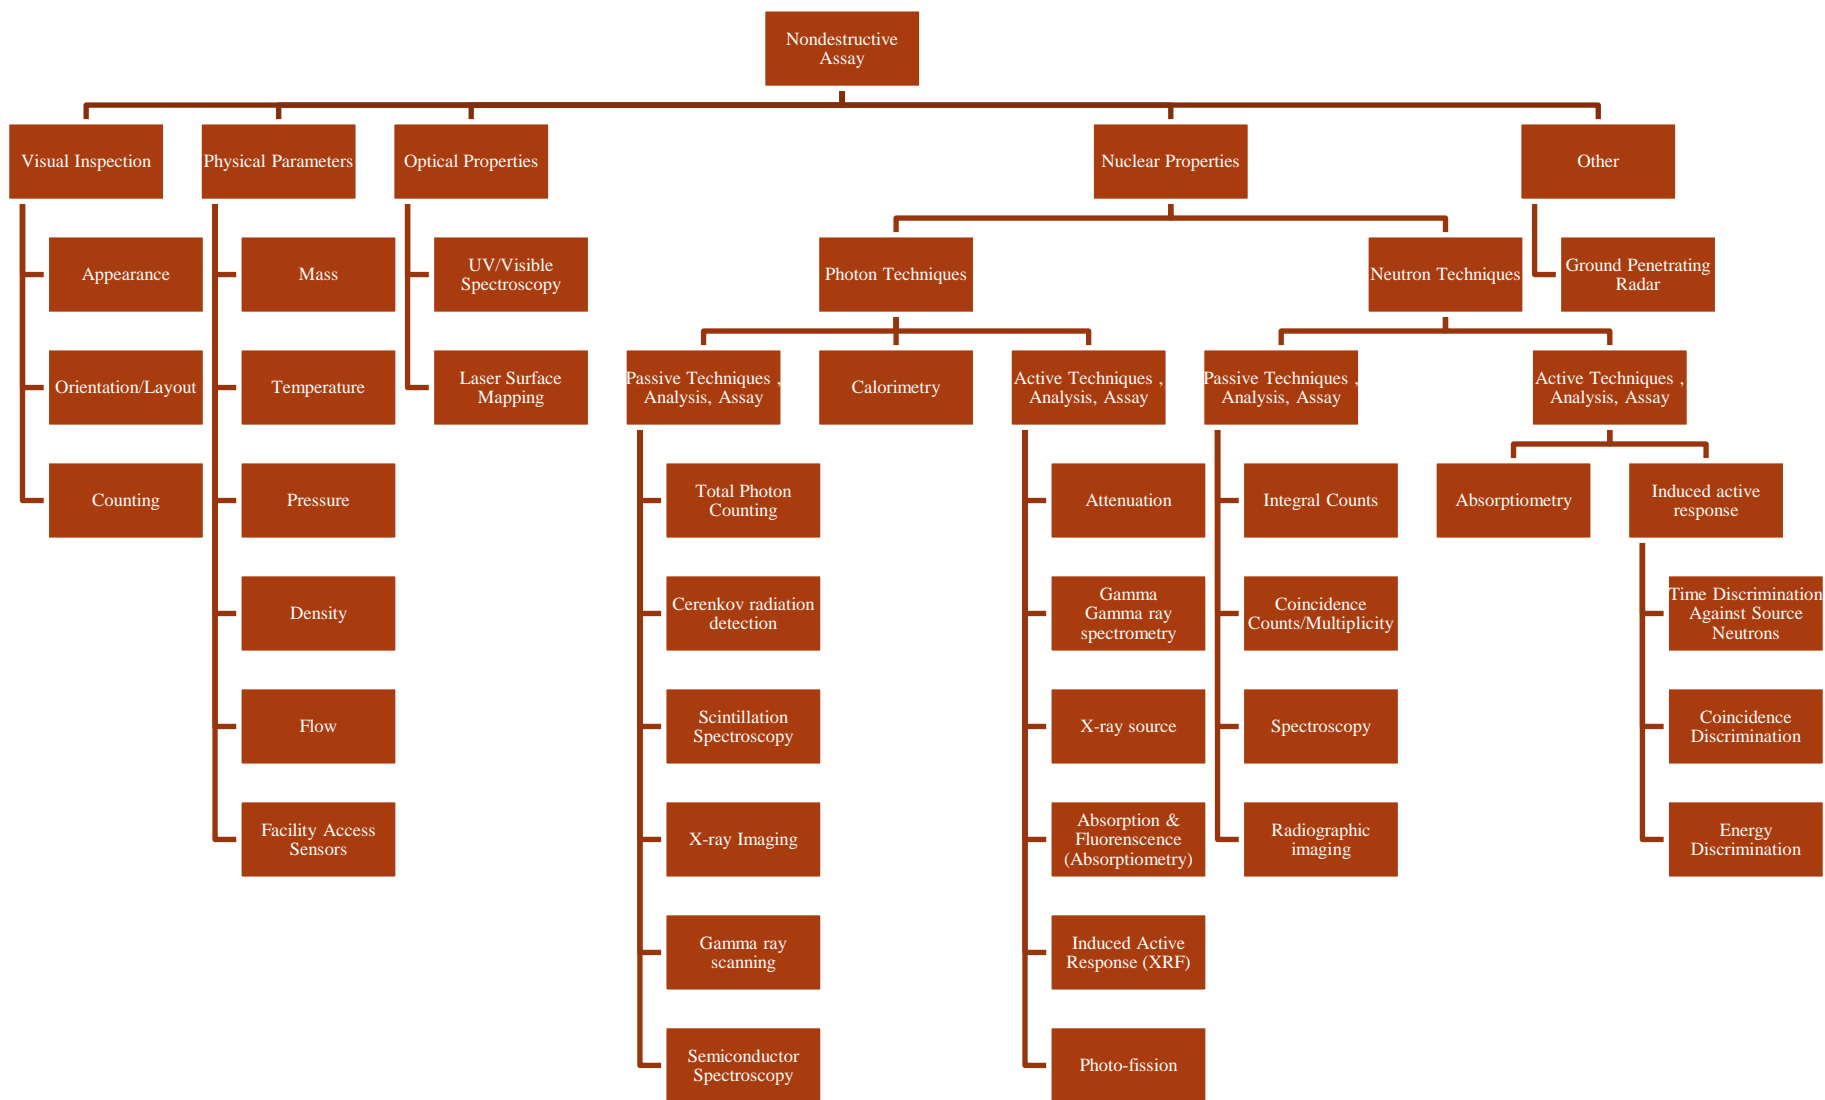 Nondestructive
Assay
Visual Inspection
Physical Parameters
Optical Properties
Nuclear Properties
Other
Appearance
Mass
UV/Visible
Spectroscopy
Photon Techniques
Neutron Techniques
Ground Penetrating
Radar
Orientation/Layout
Temperature
Laser Surface
Mapping
Passive Techniques ,
Analysis, Assay
Calorimetry
Active Techniques ,
Analysis, Assay
Passive Techniques ,
Analysis, Assay
Active Techniques ,
Analysis, Assay
Counting
Pressure
Total Photon
Counting
Attenuation
Integral Counts
Absorptiometry
Induced active
response
Density
Cerenkov radiation
detection
Gamma
Gamma ray
spectrometry
Coincidence
Counts/Multiplicity
Time Discrimination
Against Source
Neutrons
Flow
Scintillation
Spectroscopy
X-ray source
Spectroscopy
Coincidence
Discrimination
Facility Access
Sensors
X-ray Imaging
Absorption &
Fluorenscence
(Absorptiometry)
Radiographic
imaging
Energy
Discrimination
Gamma ray
scanning
Induced Active
Response (XRF)
Semiconductor
Spectroscopy
Photo-fission